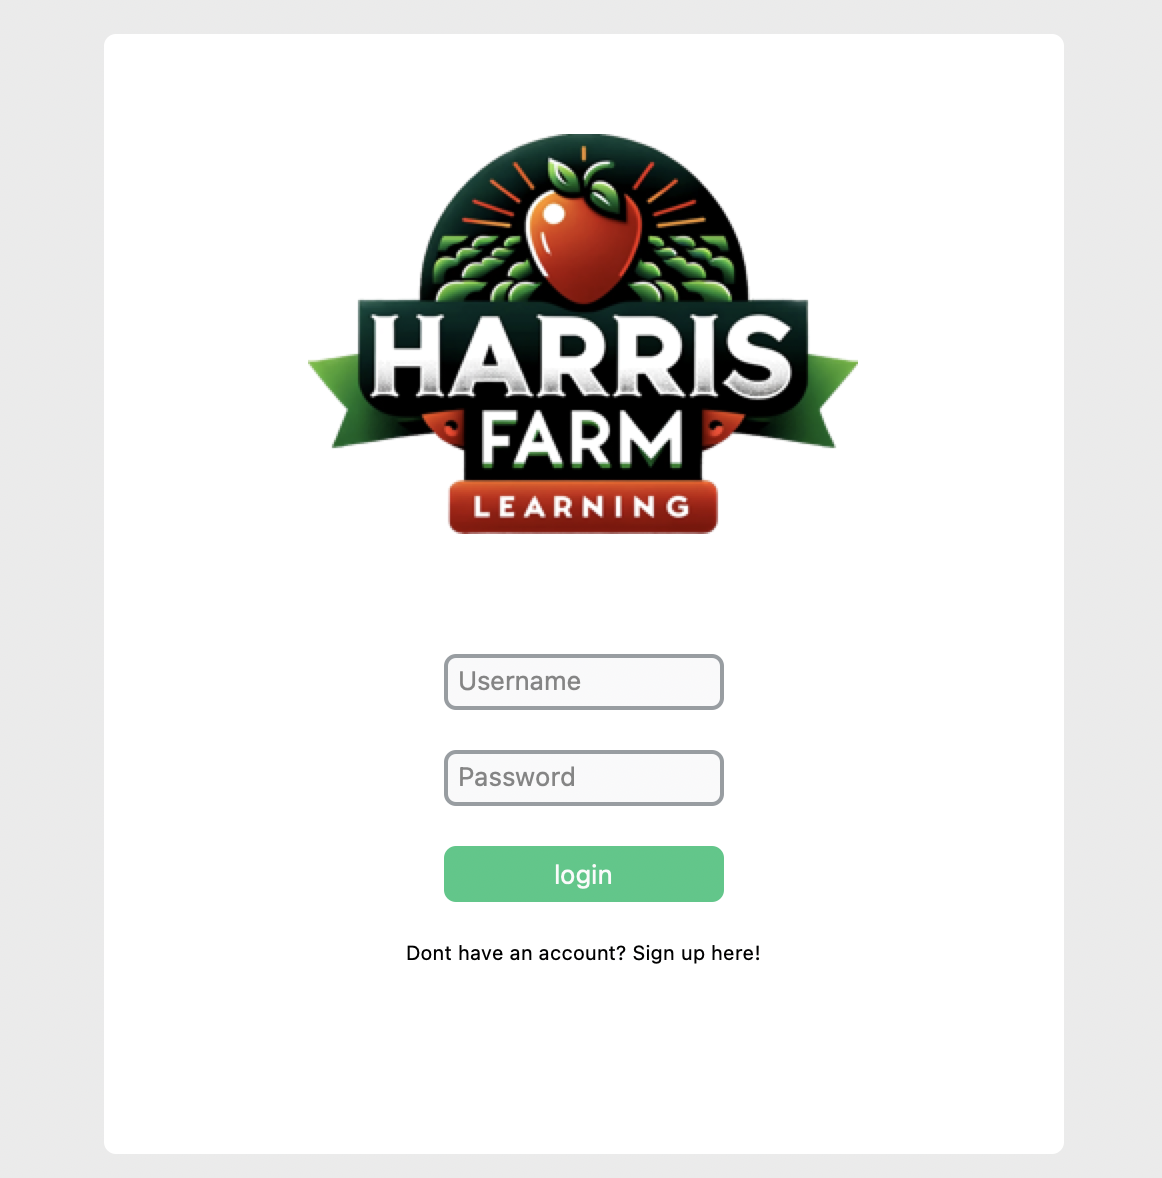 HARRIS
FARM
LEARNING
Username
Password
login
Dont have an account? Sign up here!